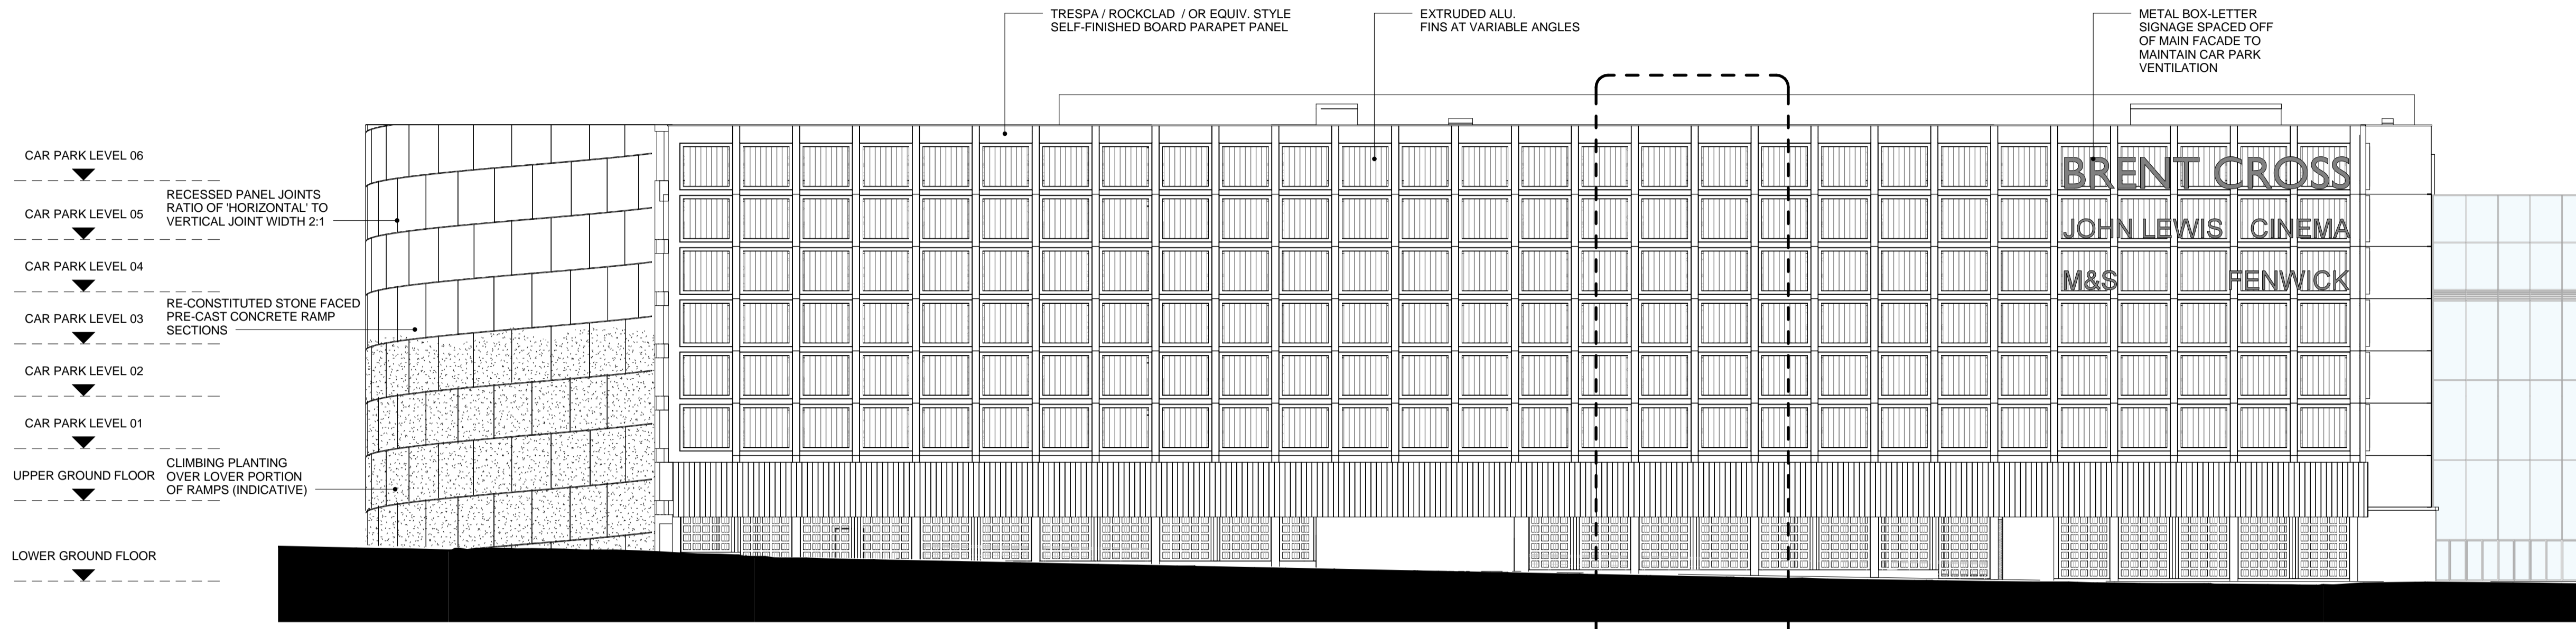 TRESPA / ROCKCLAD / OR EQUIV. STYLE
SELF-FINISHED BOARD PARAPET PANEL
EXTRUDED ALU.
FINS AT VARIABLE ANGLES
METAL BOX-LETTER
SIGNAGE SPACED OFF
OF MAIN FACADE TO
MAINTAIN CAR PARK
VENTILATION
CAR PARK LEVEL 06
RECESSED PANEL JOINTS
RATIO OF 'HORIZONTAL' TO
VERTICAL JOINT WIDTH 2:1
CAR PARK LEVEL 05
CAR PARK LEVEL 04
RE-CONSTITUTED STONE FACED
PRE-CAST CONCRETE RAMP
SECTIONS
CAR PARK LEVEL 03
CAR PARK LEVEL 02
CAR PARK LEVEL 01
CLIMBING PLANTING
OVER LOVER PORTION
OF RAMPS (INDICATIVE)
UPPER GROUND FLOOR
LOWER GROUND FLOOR
BRENT CROSS
JOHN LEWIS CINEMA
M&S FENWICK